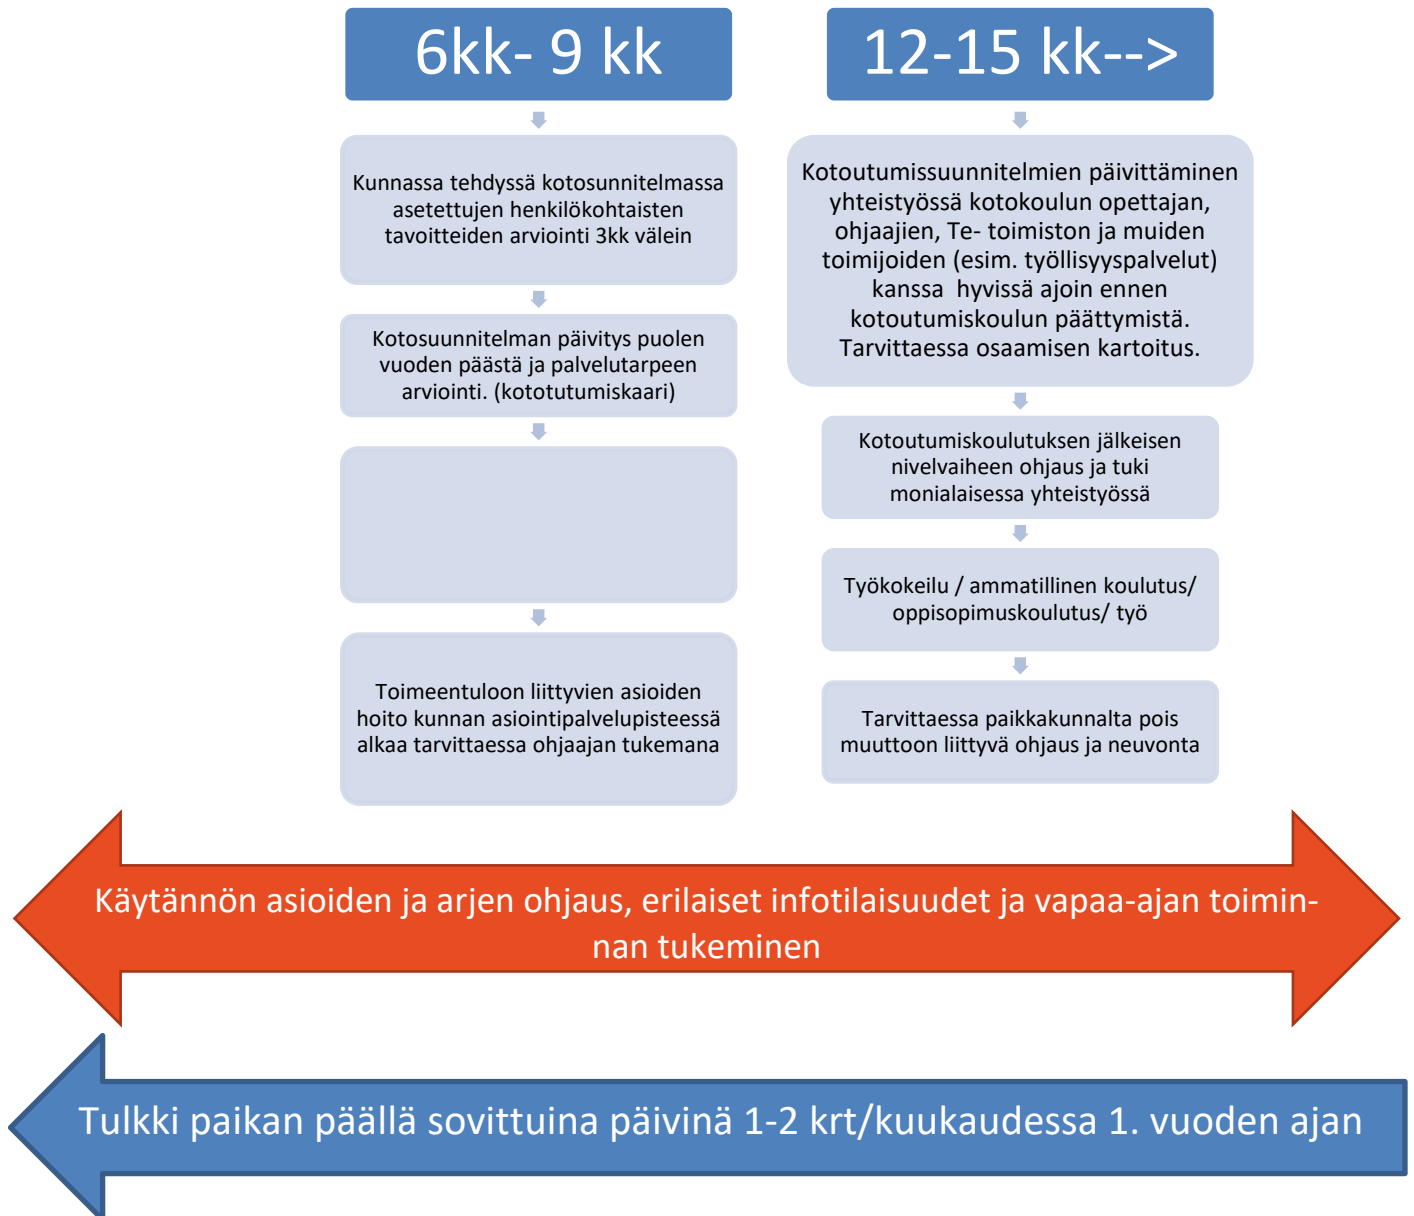 6kk- 9 kk
Kunnassa tehdyssä kotosunnitelmassa
asetettujen henkilökohtaisten
tavoitteiden arviointi 3kk välein
Kotosuunnitelman päivitys puolen
vuoden päästä ja palvelutarpeen
arviointi. (kototutumiskaari)
Toimeentuloon liittyvien asioiden
hoito kunnan asiointipalvelupisteessä
alkaa tarvittaessa ohjaajan tukemana
12-15 kk-->
Kotoutumissuunnitelmien päivittäminen
yhteistyössä kotokoulun opettajan,
ohjaajien, Te- toimiston ja muiden
toimijoiden (esim. työllisyyspalvelut)
kanssa  hyvissä ajoin ennen
kotoutumiskoulun päättymistä.
Tarvittaessa osaamisen kartoitus.
Kotoutumiskoulutuksen jälkeisen
nivelvaiheen ohjaus ja tuki
monialaisessa yhteistyössä
Työkokeilu / ammatillinen koulutus/
oppisopimuskoulutus/ työ
Tarvittaessa paikkakunnalta pois
muuttoon liittyvä ohjaus ja neuvonta
Käytännön asioiden ja arjen ohjaus, erilaiset infotilaisuudet ja vapaa-ajan toimin-
nan tukeminen
Tulkki paikan päällä sovittuina päivinä 1-2 krt/kuukaudessa 1. vuoden ajan